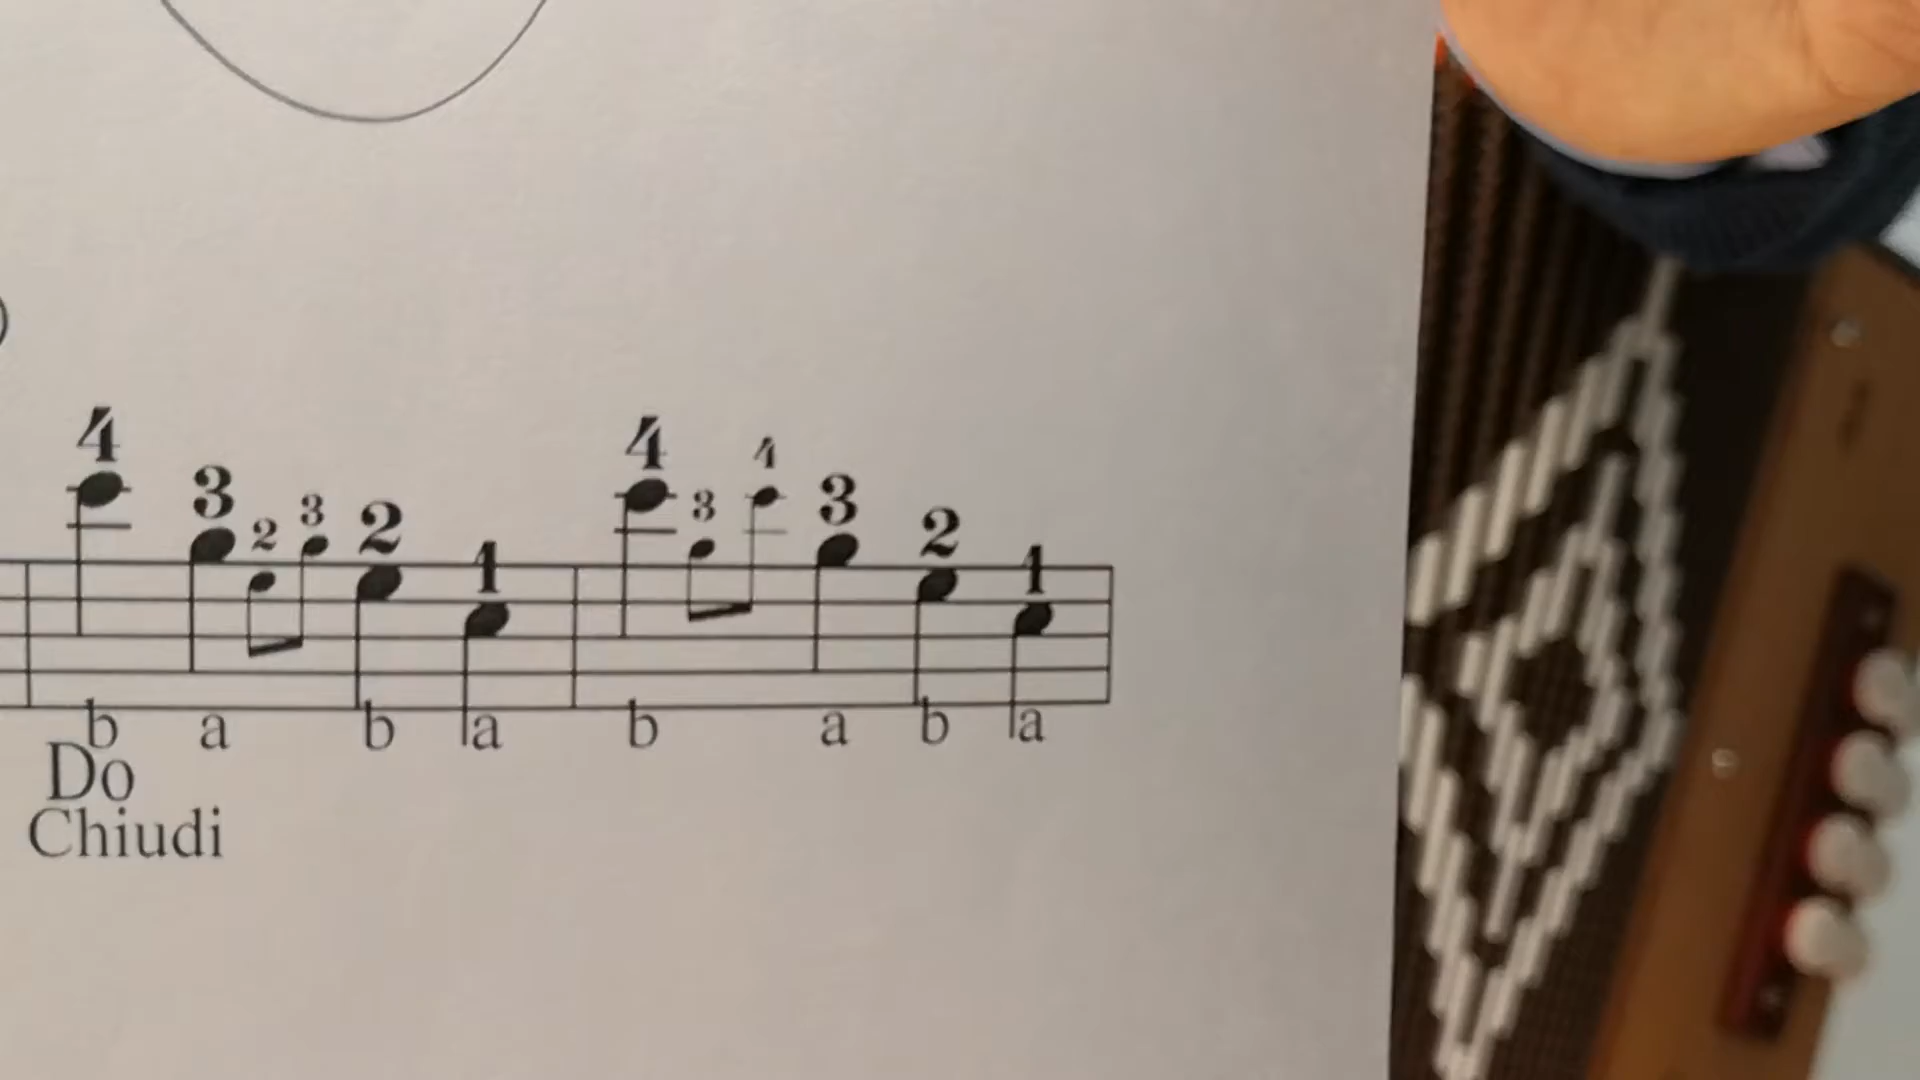 4 3 2 3 2 1 4 3 4 3 2 1
b a b a b a b a
Do
Chiudi